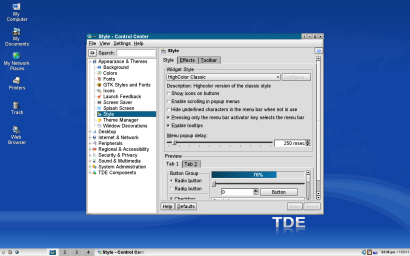 My
Computer
My
Documents
My Network
Places
Printers
Trash
Web
Browser
Style - Control Center
File View Settings Help
Search:
Appearance & Themes
Background
Colors
Fonts
GTK Styles and Fonts
Icons
Launch Feedback
Screen Saver
Splash Screen
Style
Theme Manager
Window Decorations
Desktop
Internet & Network
Peripherals
Regional & Accessibility
Security & Privacy
Sound & Multimedia
System Administration
TDE Components
Style
Style Effects Toolbar
Widget Style
HighColor Classic
Configure...
Description: Highcolor version of the classic style
Show icons on buttons
Enable scrolling in popup menus
Hide underlined characters in the menu bar when not in use
Pressing only the menu bar activator key selects the menu bar
Enable tooltips
Menu popup delay:
250 msec
Preview
Tab 1 Tab 2
Button Group
Radio button
Radio button
Checkbox
70%
0
Button
Help Defaults
TDE
2 3 4
Style - Control Cent